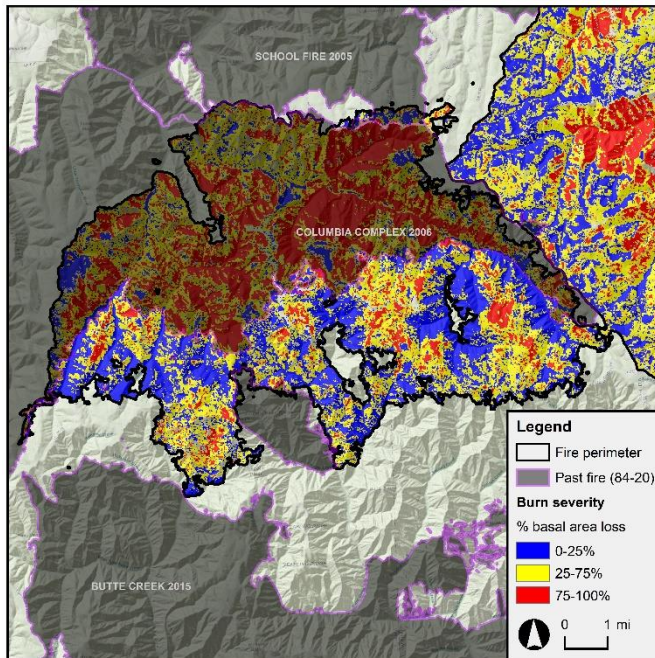 SCHOOL FIRE 2005
COLUMBIA COMPLEX 2006
BUTTE CREEK 2015
Legend
Fire perimeter
Past fire (84-20)
Burn severity
% basal area loss
0-25%
25-75%
75-100%
0 1 mi